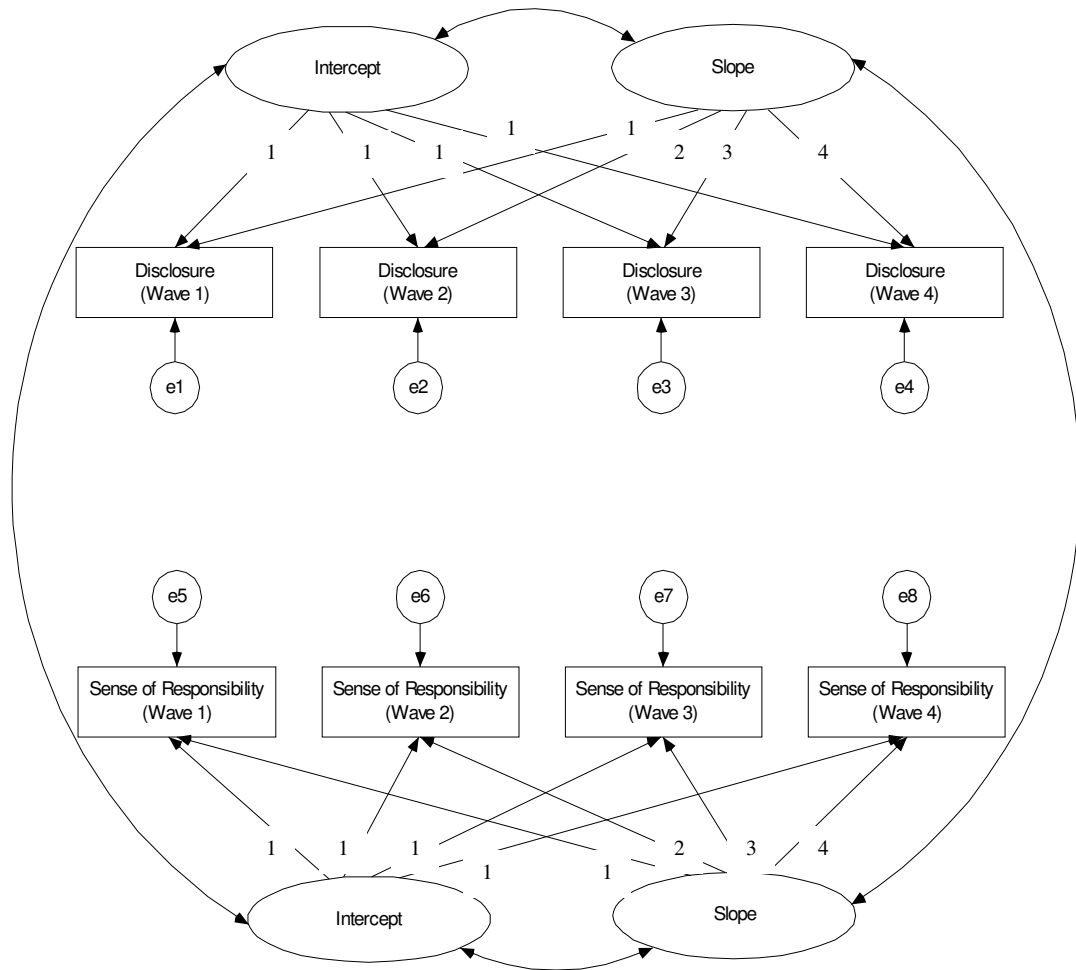 Intercept
Slope
1
1
1
1
1
2
3
4
Disclosure
(Wave 1)
Disclosure
(Wave 2)
Disclosure
(Wave 3)
Disclosure
(Wave 4)
e1
e2
e3
e4
e5
e6
e7
e8
Sense of Responsibility
(Wave 1)
Sense of Responsibility
(Wave 2)
Sense of Responsibility
(Wave 3)
Sense of Responsibility
(Wave 4)
1
1
1
1
1
2
3
4
Intercept
Slope